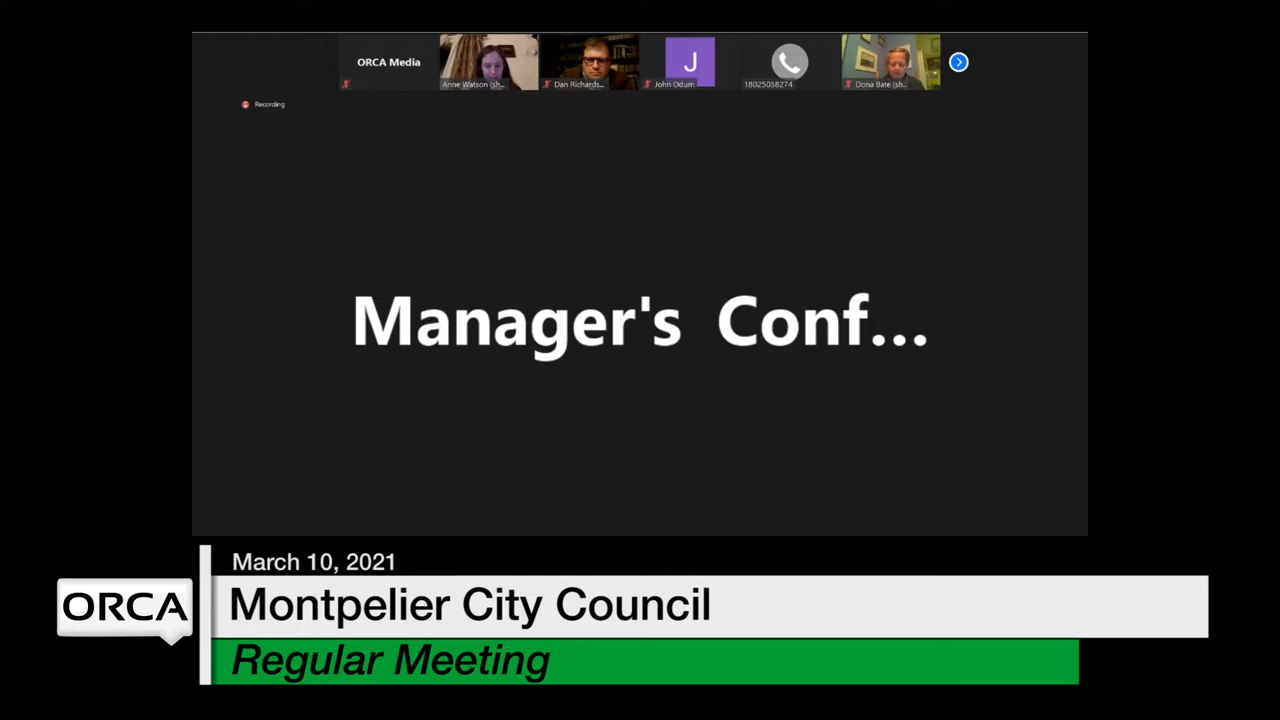 ORCA Media
Anne Watson (sh...
Dan Richards...
J
John Odum
18025058274
Dona Bate (sh...
Recording
Manager's Conf...
March 10, 2021
ORCA
Montpelier City Council
Regular Meeting